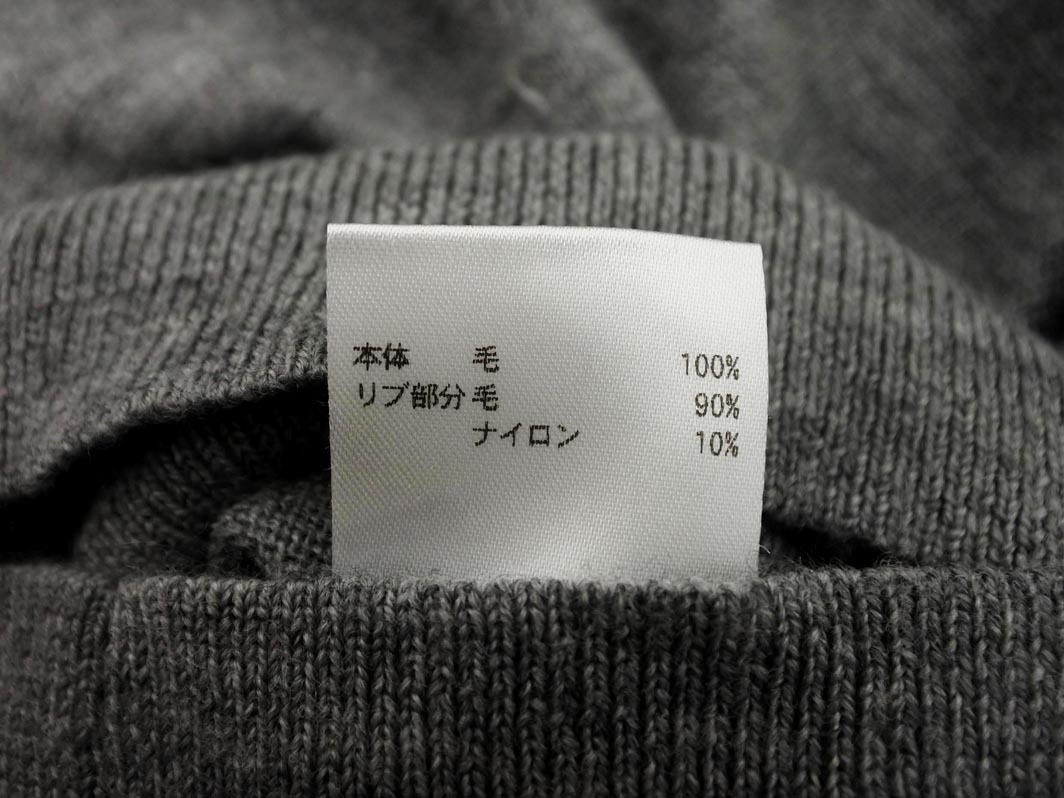 本体 毛 100%
リブ部分 毛 90%
ナイロン 10%